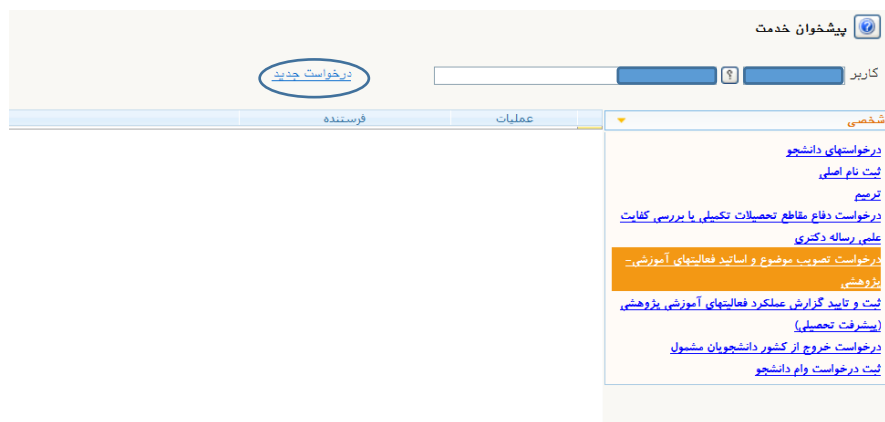 پیشخوان خدمت
کاربر
؟
درخواست جدید
شخصی
عملیات
فرستنده
درخواستهای دانشجو
ثبت نام اصلی
ترمیم
درخواست دفاع مقاطع تحصیلات تکمیلی یا بررسی کفایت
علمی رساله دکتری
درخواست تصویب موضوع و اساتید فعالیتهای آموزشی-
پژوهشی
ثبت و تایید گزارش عملکرد فعالیتهای آموزشی پژوهشی
(پیشرفت تحصیلی)
درخواست خروج از کشور دانشجویان مشمول
ثبت درخواست وام دانشجو